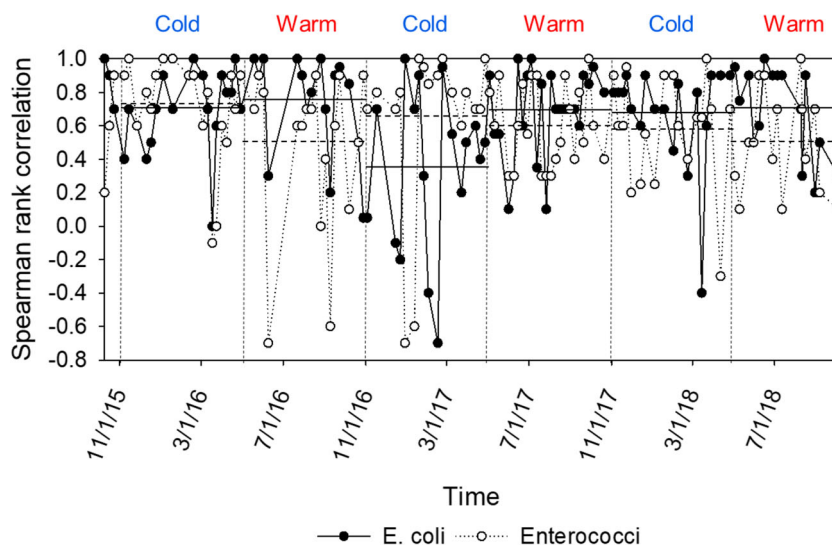 Cold Warm Cold Warm Cold Warm
1.0
0.8
0.6
0.4
0.2
0.0
-0.2
-0.4
-0.6
-0.8
Spearman rank correlation
11/1/15 3/1/16 7/1/16 11/1/16 3/1/17 7/1/17 11/1/17 3/1/18 7/1/18
Time
E. coli Enterococci